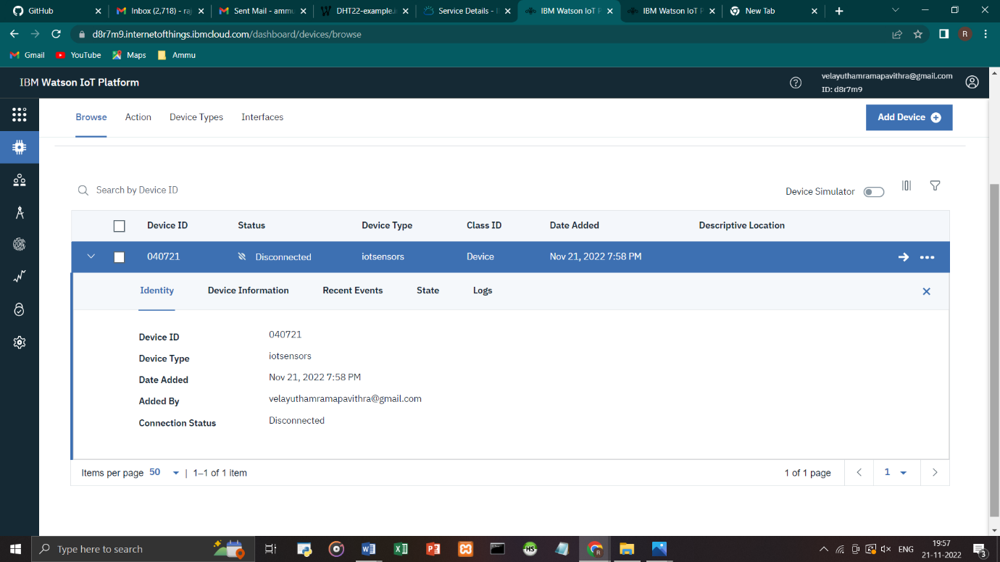 GitHub
Inbox (2,718) - raj
Sent Mail - ammu
DHT22-example.i
Service Details - I
IBM Watson IoT P
IBM Watson IoT P
New Tab
d8r7m9.internetofthings.ibmcloud.com/dashboard/devices/browse
R
Gmail YouTube Maps Ammu
IBM Watson IoT Platform
velayuthamramapavithra@gmail.com
ID: d8r7m9
Browse Action Device Types Interfaces Add Device
Search by Device ID
Device Simulator
Device ID Status Device Type Class ID Date Added Descriptive Location
040721 Disconnected iotsensors Device Nov 21, 2022 7:58 PM
Identity Device Information Recent Events State Logs
Device ID 040721
Device Type iotsensors
Date Added Nov 21, 2022 7:58 PM
Added By velayuthamramapavithra@gmail.com
Connection Status Disconnected
Items per page 50 | 1–1 of 1 item 1 of 1 page 1
Type here to search
HS
ENG
19:57
21-11-2022
3